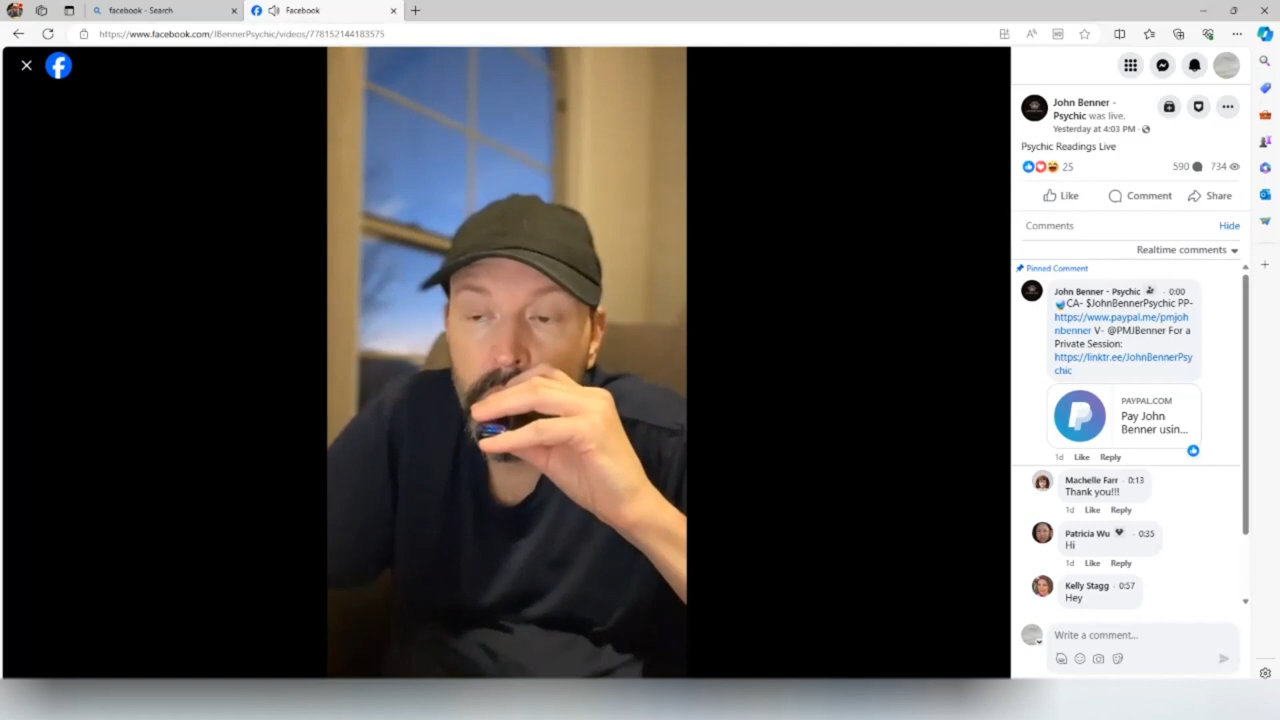 facebook - Search
Facebook
https://www.facebook.com/JBennerPsychic/videos/778152144183575
John Benner -
Psychic was live.
Yesterday at 4:03 PM ·
Psychic Readings Live
25
590
734
Like
Comment
Share
Comments
Hide
Realtime comments
Pinned Comment
John Benner - Psychic · 0:00
CA- $JohnBennerPsychic PP-
https://www.paypal.me/pmjoh
nbenner V- @PMJBenner For a
Private Session:
https://linktr.ee/JohnBennerPsy
chic
PAYPAL.COM
Pay John
Benner usin...
1d Like Reply
Machelle Farr · 0:13
Thank you!!!
1d Like Reply
Patricia Wu · 0:35
Hi
1d Like Reply
Kelly Stagg · 0:57
Hey
Write a comment...